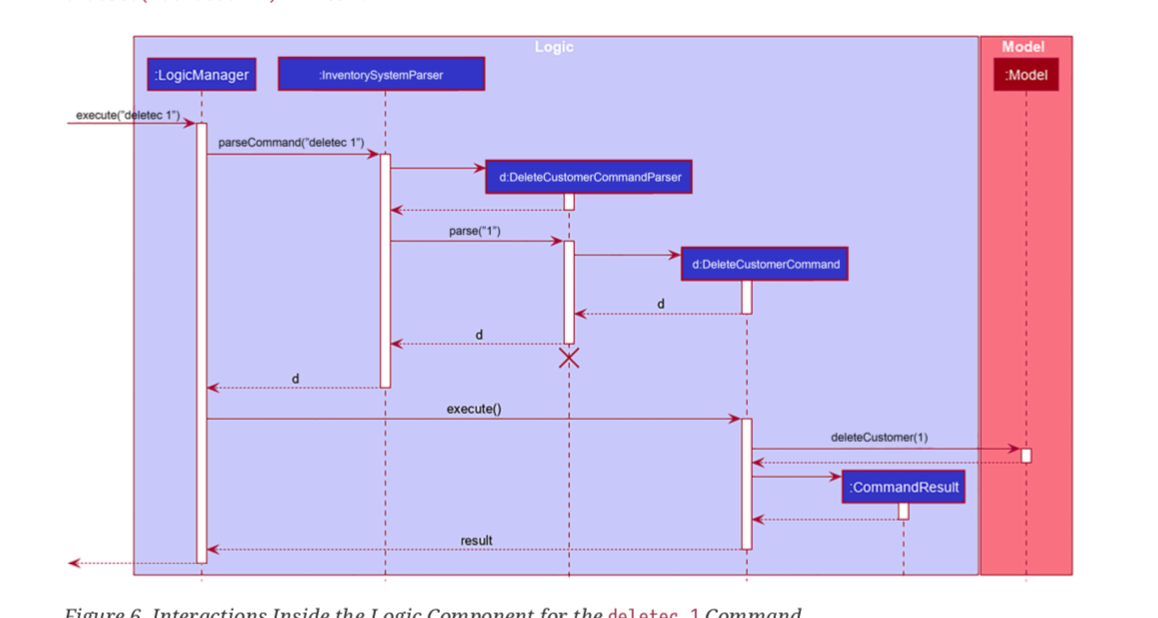 Logic
Model
:LogicManager
:InventorySystemParser
:Model
execute("deletec 1")
parseCommand("deletec 1")
d:DeleteCustomerCommandParser
parse("1")
d:DeleteCustomerCommand
d
d
d
execute()
deleteCustomer(1)
:CommandResult
result
Figure 6. Interactions Inside the Logic Component for the deletec 1 Command